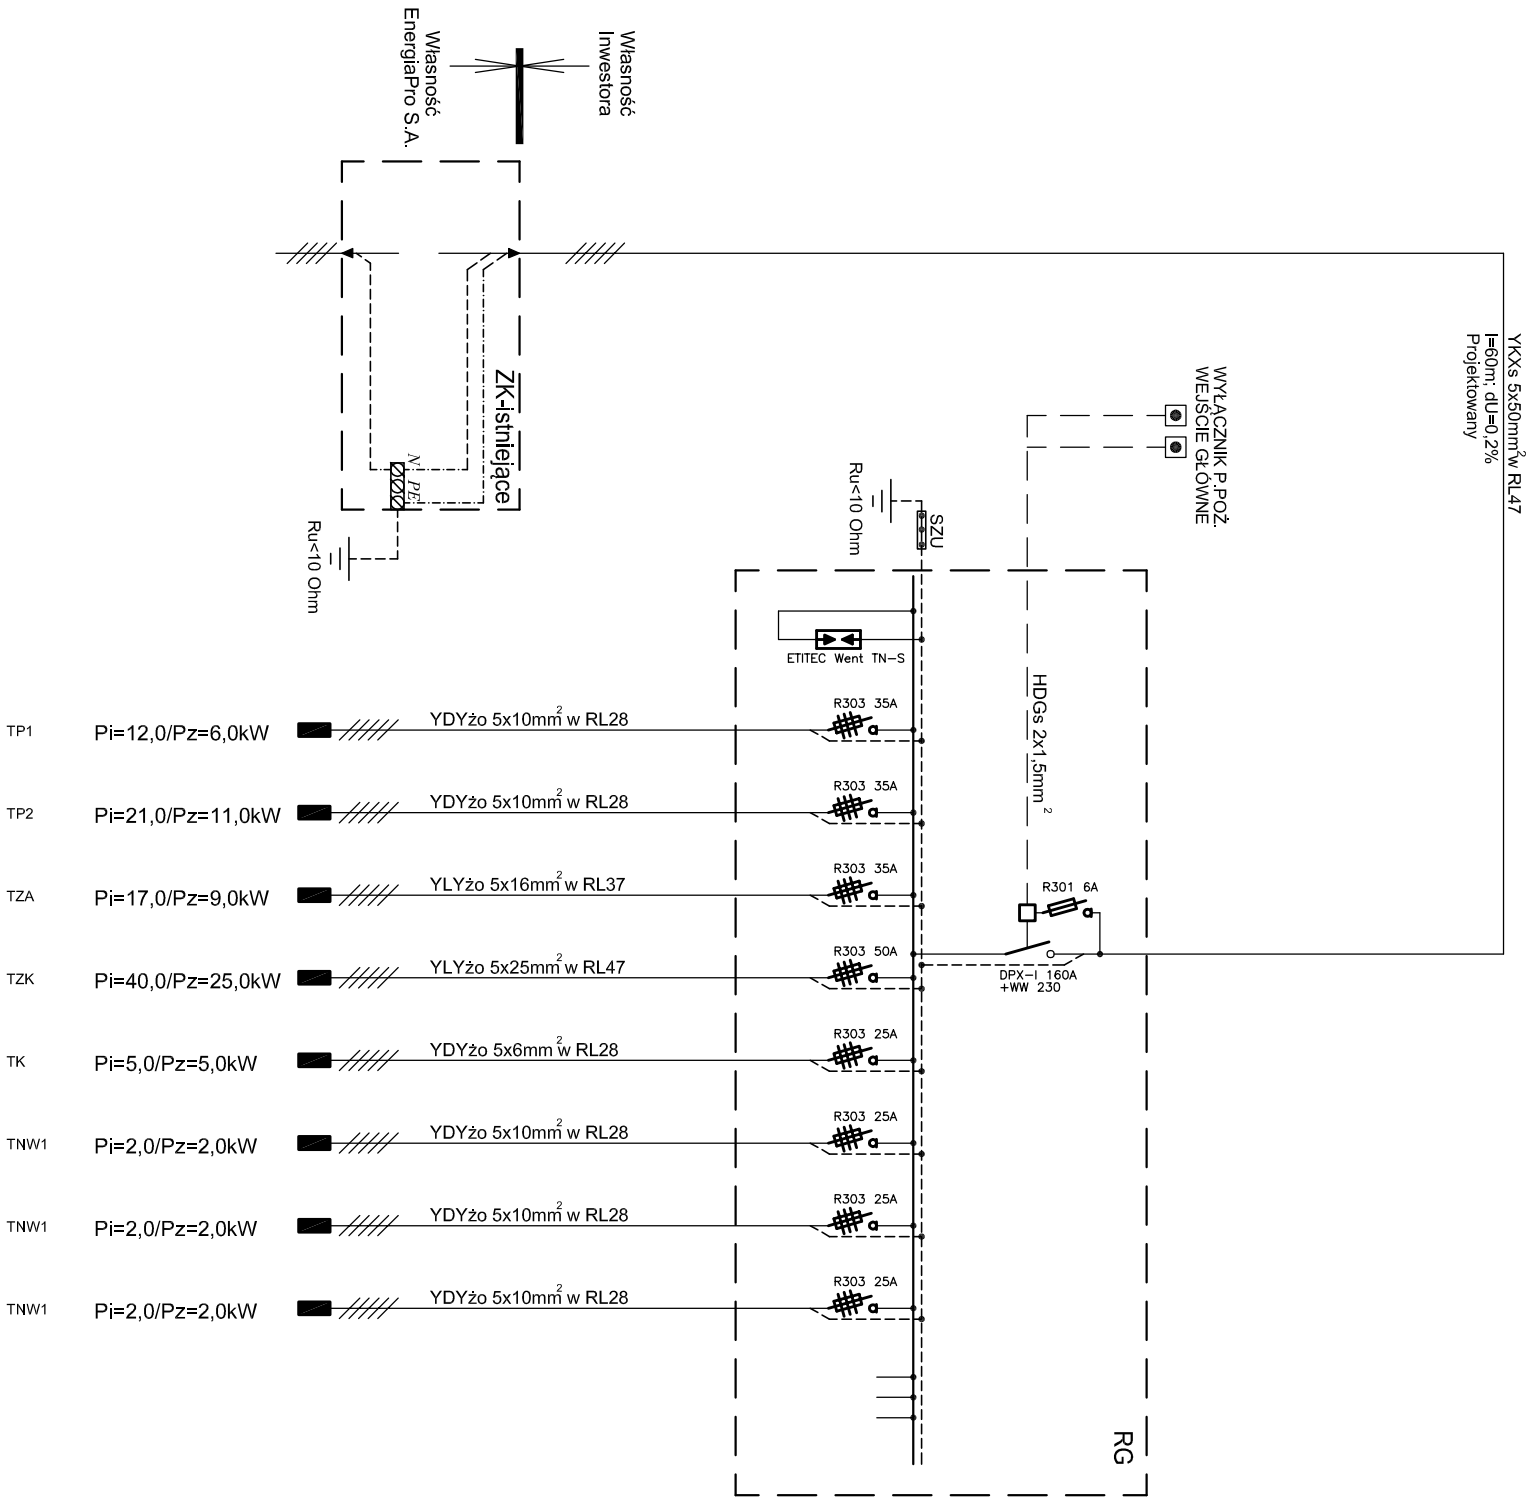 Własność
Inwestora
Własność
EnergiaPro S.A.
ZK-istniejące
N
PE
Ru<10 Ohm
YKXs 5x50mm² w RL47
l=60m; dU=0,2%
Projektowany
WYŁĄCZNIK P.POŻ.
WEJŚCIE GŁÓWNE
SZU
Ru<10 Ohm
HDGs 2x1,5mm²
ETITEC Went TN-S
R301 6A
DPX-I 160A
+WW 230
TP1 Pi=12,0/Pz=6,0kW YDYżo 5x10mm² w RL28 R303 35A
TP2 Pi=21,0/Pz=11,0kW YDYżo 5x10mm² w RL28 R303 35A
TZA Pi=17,0/Pz=9,0kW YLYżo 5x16mm² w RL37 R303 35A
TZK Pi=40,0/Pz=25,0kW YLYżo 5x25mm² w RL47 R303 50A
TK Pi=5,0/Pz=5,0kW YDYżo 5x6mm² w RL28 R303 25A
TNW1 Pi=2,0/Pz=2,0kW YDYżo 5x10mm² w RL28 R303 25A
TNW1 Pi=2,0/Pz=2,0kW YDYżo 5x10mm² w RL28 R303 25A
TNW1 Pi=2,0/Pz=2,0kW YDYżo 5x10mm² w RL28 R303 25A
RG